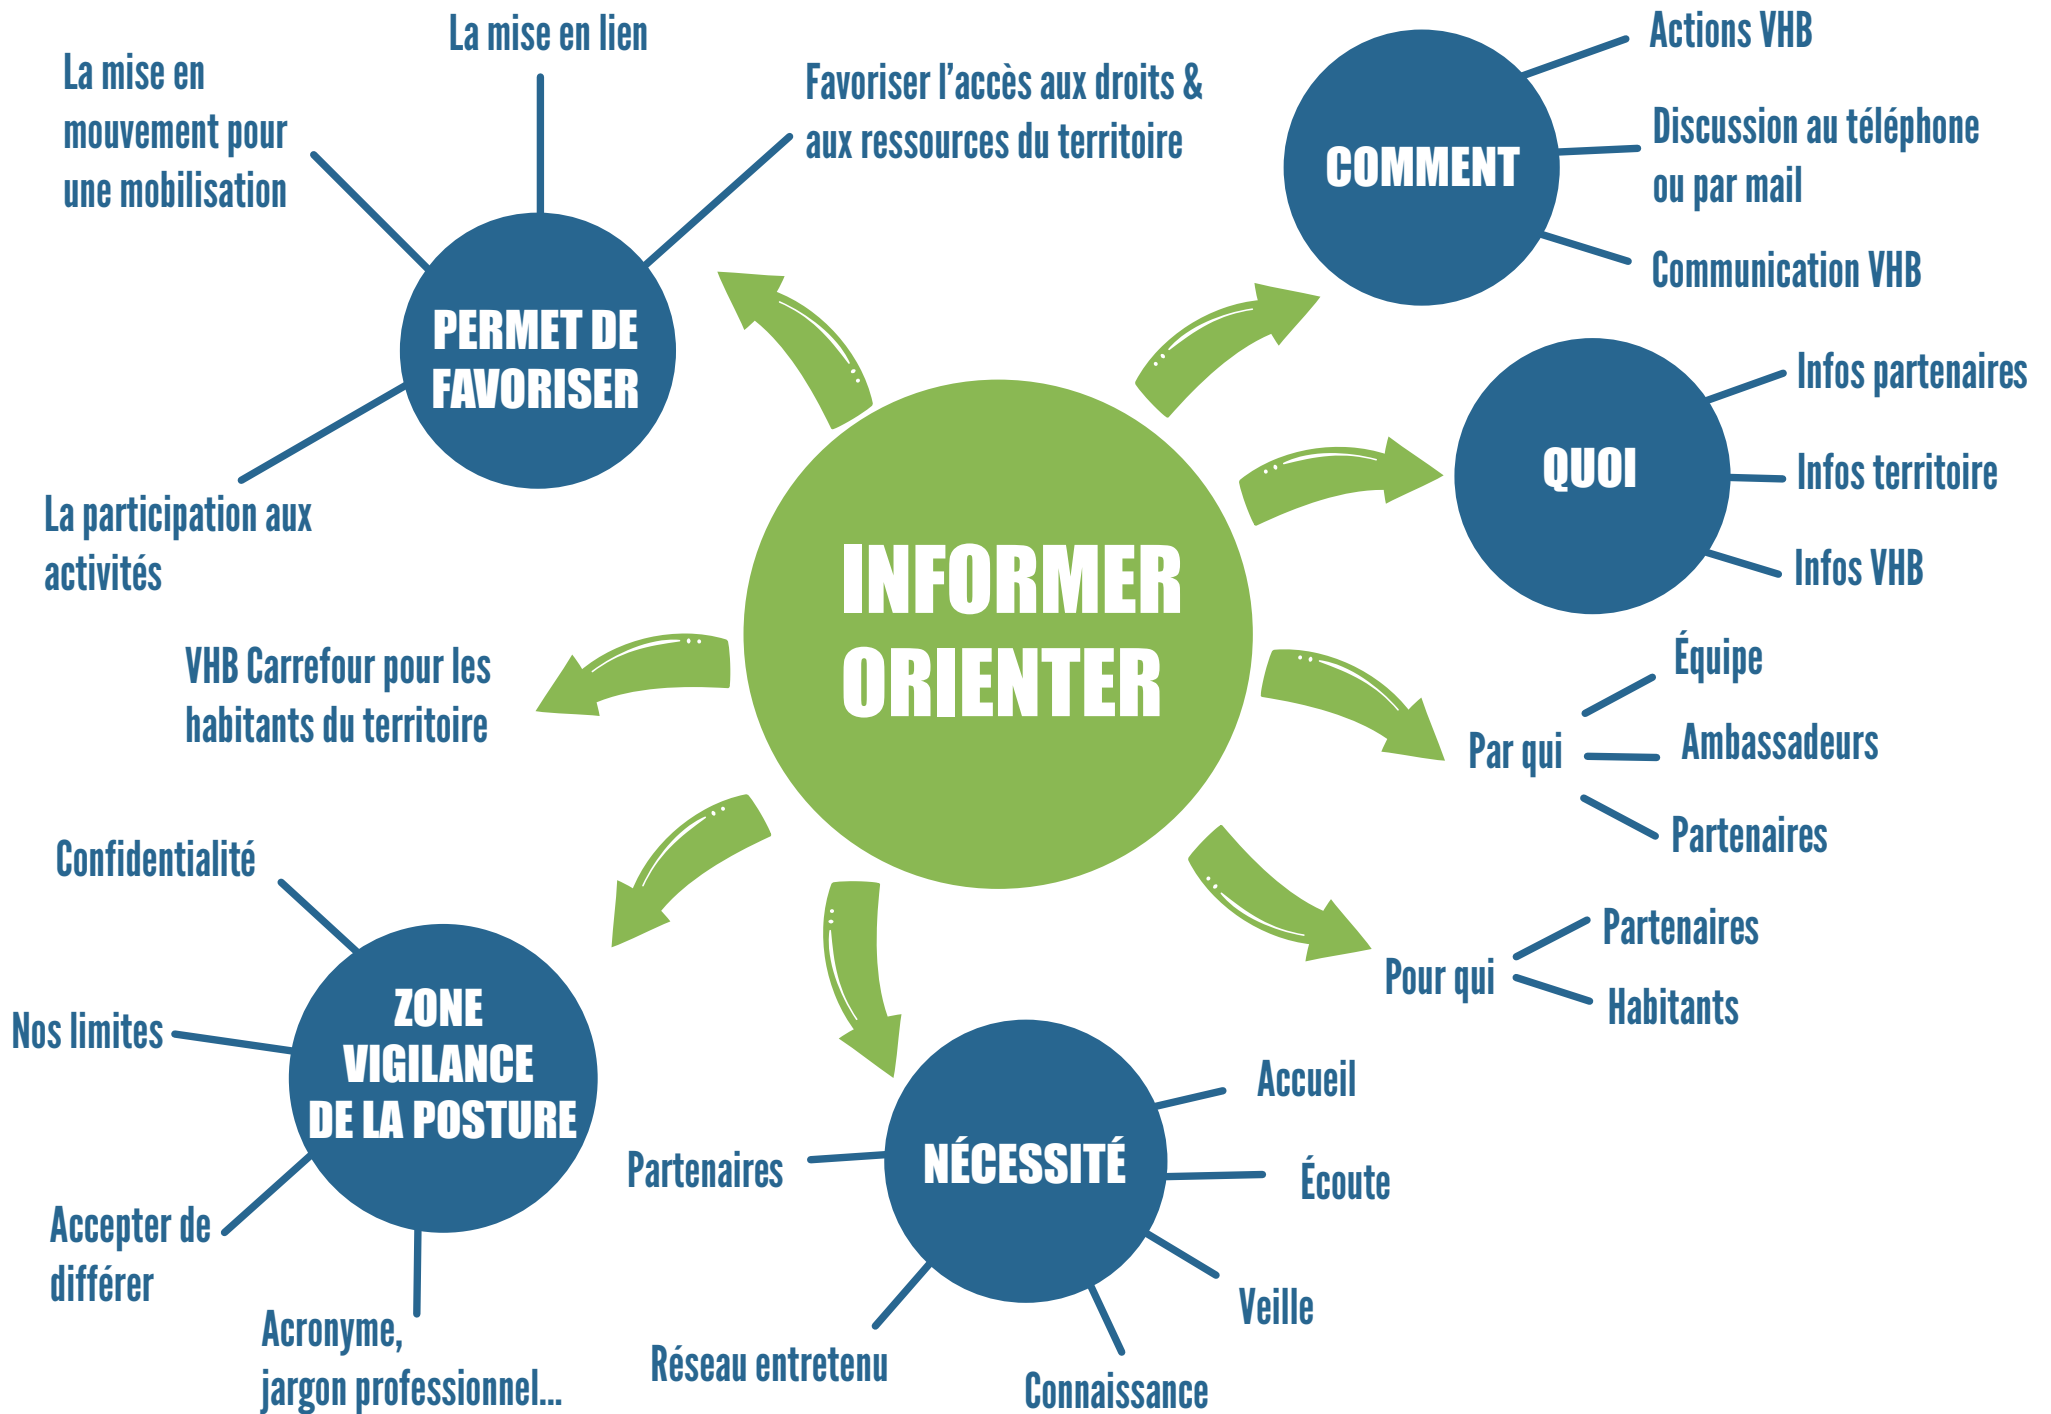 La mise en lien
La mise en
mouvement pour
une mobilisation
Favoriser l'accès aux droits &
aux ressources du territoire
PERMET DE
FAVORISER
La participation aux
activités
COMMENT
Actions VHB
Discussion au téléphone
ou par mail
Communication VHB
QUOI
Infos partenaires
Infos territoire
Infos VHB
INFORMER
ORIENTER
VHB Carrefour pour les
habitants du territoire
Par qui
Équipe
Ambassadeurs
Partenaires
Pour qui
Partenaires
Habitants
Confidentialité
Nos limites
ZONE
VIGILANCE
DE LA POSTURE
Accepter de
différer
Acronyme,
jargon professionnel...
NÉCESSITÉ
Accueil
Écoute
Veille
Connaissance
Réseau entretenu
Partenaires